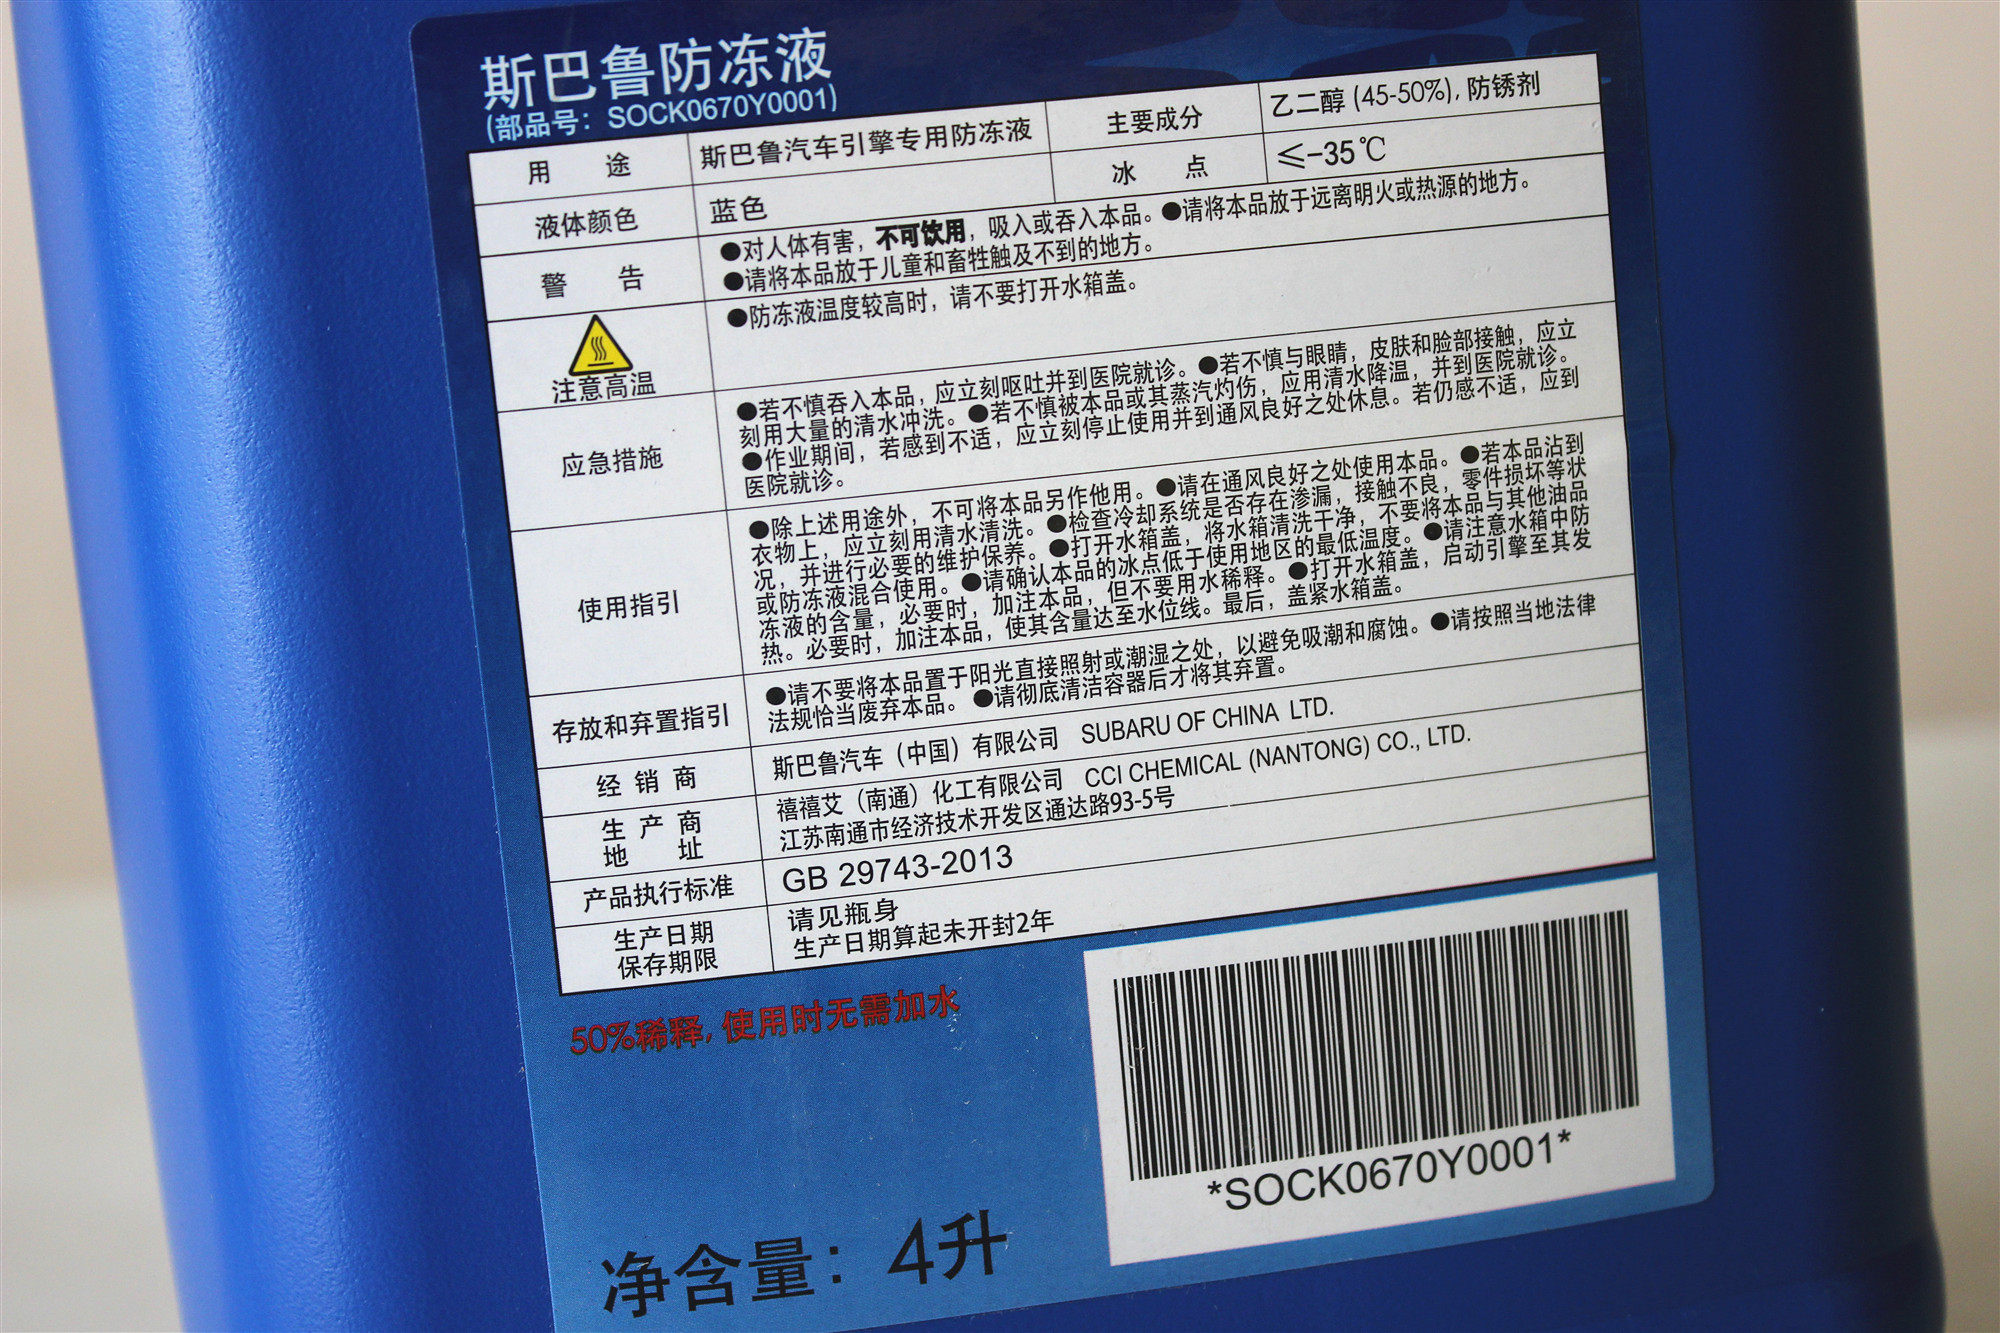 斯巴鲁防冻液
(部品号：SOCK0670Y0001)
用 途 斯巴鲁汽车引擎专用防冻液 主要成分 乙二醇 (45-50%), 防锈剂
液体颜色 蓝色 冰 点 ≤-35℃
警 告 ●对人体有害，不可饮用，吸入或吞入本品。●请将本品放于远离明火或热源的地方。
●请将本品放于儿童和畜牲触及不到的地方。
注意高温 ●防冻液温度较高时，请不要打开水箱盖。
应急措施 ●若不慎吞入本品，应立刻呕吐并到医院就诊。●若不慎与眼睛，皮肤和脸部接触，应立
刻用大量的清水冲洗。●若不慎被本品或其蒸汽灼伤，应用清水降温，并到医院就诊。
●作业期间，若感到不适，应立刻停止使用并到通风良好之处休息。若仍感不适，应到
医院就诊。
使用指引 ●除上述用途外，不可将本品另作他用。●请在通风良好之处使用本品。●若本品沾到
衣物上，应立刻用清水清洗。●检查冷却系统是否存在渗漏，接触不良，零件损坏等状
况，并进行必要的维护保养。●打开水箱盖，将水箱清洗干净，不要将本品与其他油品
或防冻液混合使用。●请确认本品的冰点低于使用地区的最低温度。●请注意水箱中防
冻液的含量，必要时，加注本品，但不要用水稀释。●打开水箱盖，启动引擎至其发
热。必要时，加注本品，使其含量达至水位线。最后，盖紧水箱盖。
存放和弃置指引 ●请不要将本品置于阳光直接照射或潮湿之处，以避免吸潮和腐蚀。●请按照当地法律
法规恰当废弃本品。●请彻底清洁容器后才将其弃置。
经 销 商 斯巴鲁汽车（中国）有限公司 SUBARU OF CHINA LTD.
生 产 商 禧禧艾（南通）化工有限公司 CCI CHEMICAL (NANTONG) CO., LTD.
地 址 江苏南通市经济技术开发区通达路93-5号
产品执行标准 GB 29743-2013
生产日期 请见瓶身
保存期限 生产日期算起未开封2年
50%稀释, 使用时无需加水
*SOCK0670Y0001*
净含量：4升